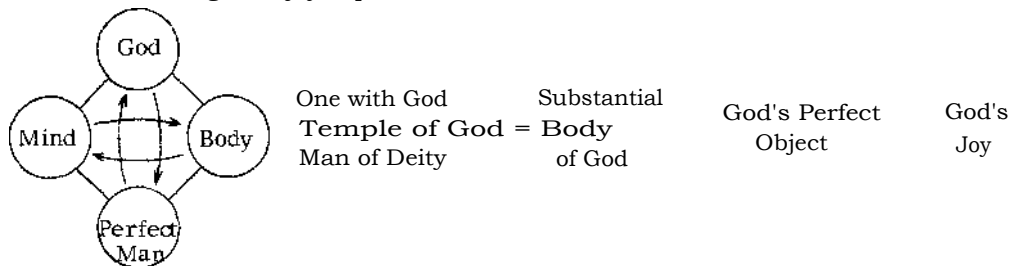 God
Mind
Body
Perfect
Man
One with God
Temple of God = Body
Man of Deity
Substantial
of God
God's Perfect
Object
God's
Joy